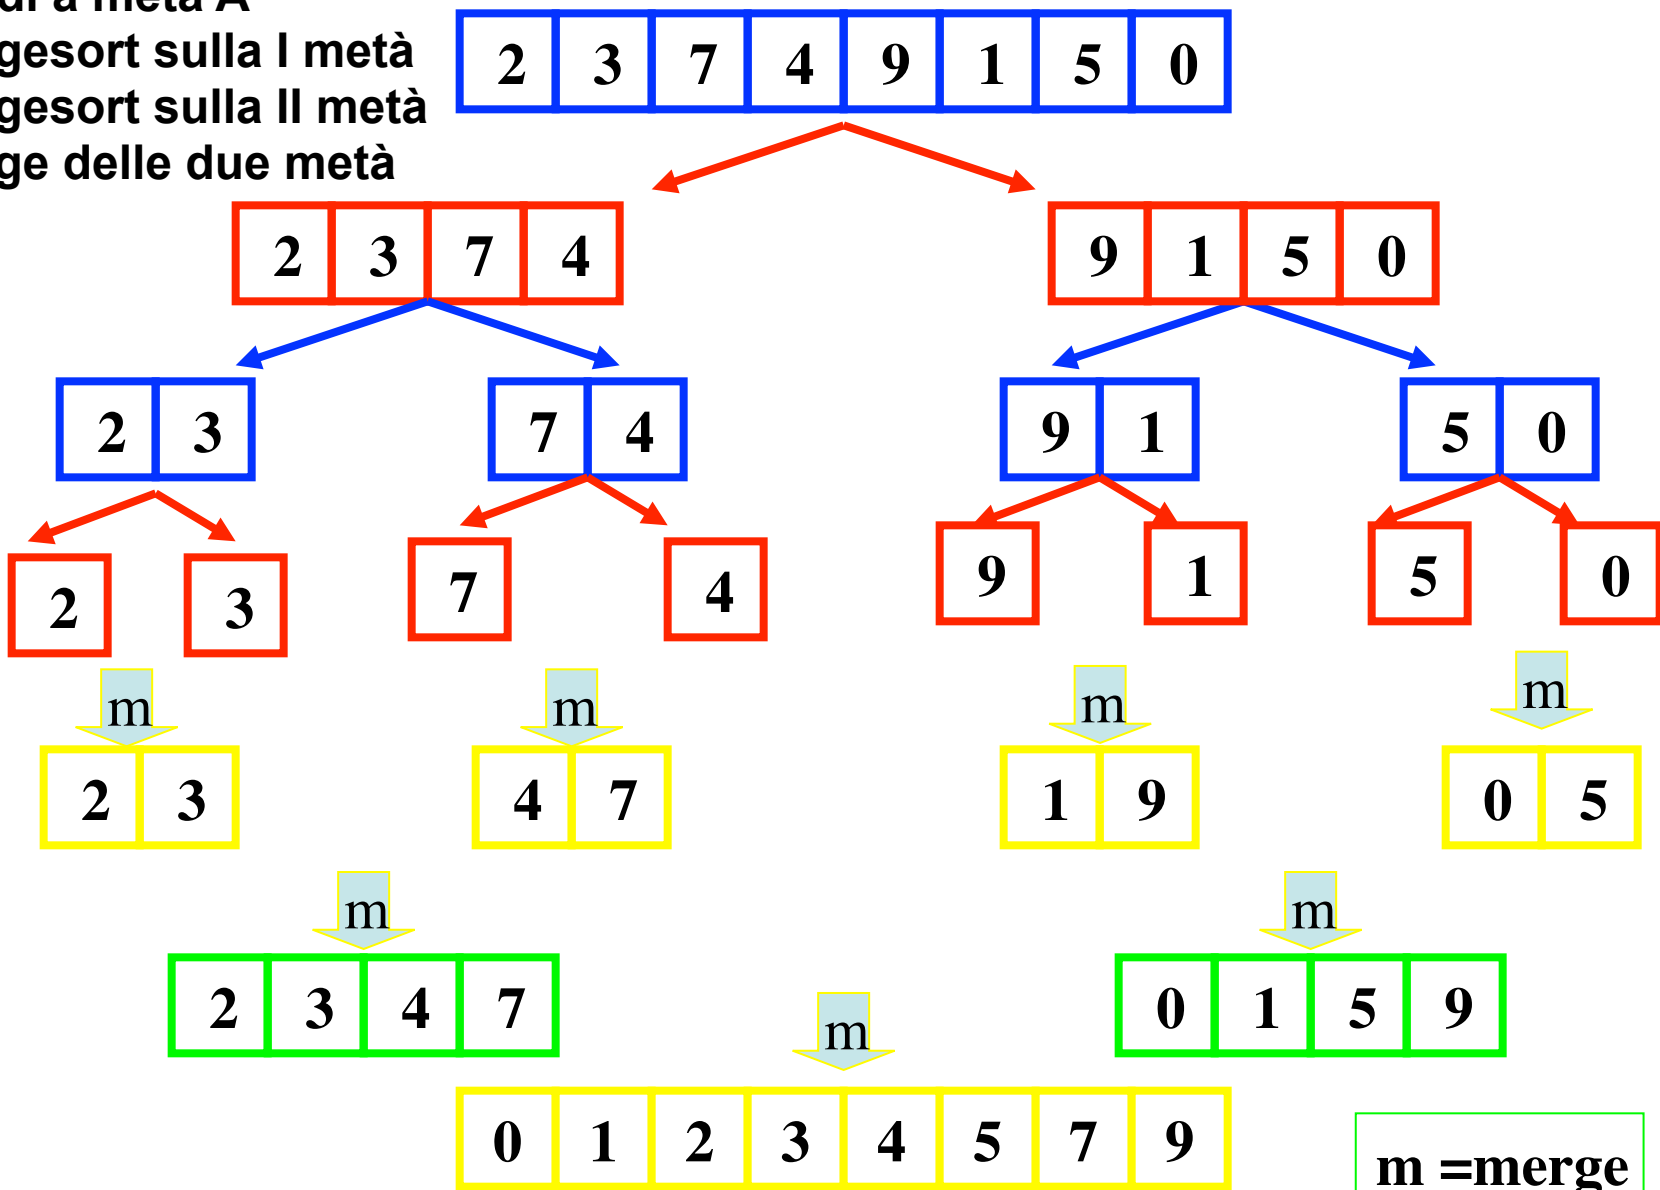 di a metà A
gesort sulla I metà
gesort sulla II metà
ge delle due metà
2 3 7 4 9 1 5 0
2 3 7 4
9 1 5 0
2 3
7 4
9 1
5 0
2
3
7
4
9
1
5
0
m
m
m
m
2 3
4 7
1 9
0 5
m
m
2 3 4 7
0 1 5 9
m
0 1 2 3 4 5 7 9
m =merge